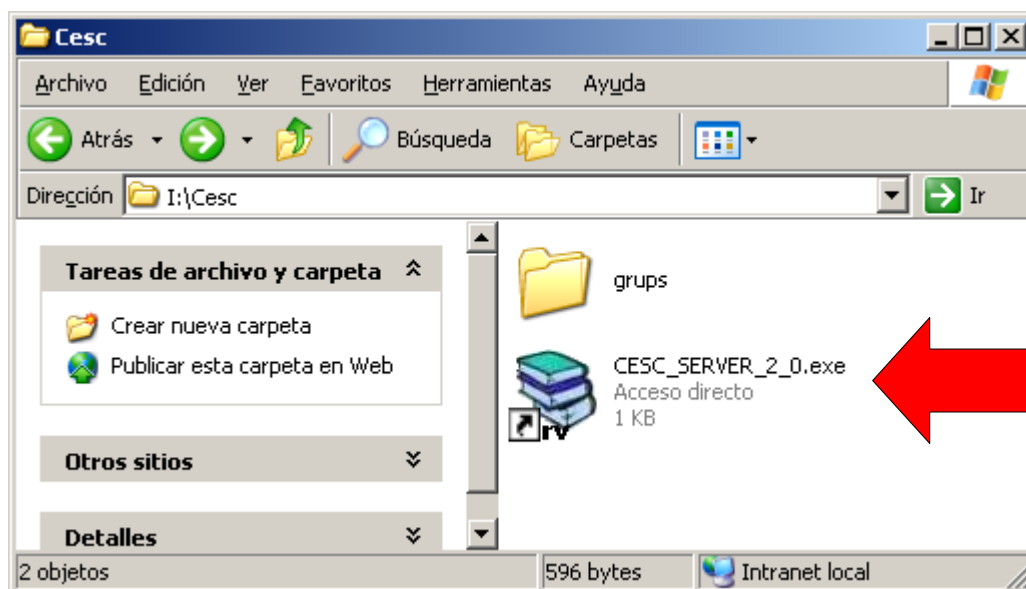 Cesc
Archivo Edición Ver Favoritos Herramientas Ayuda
Atrás Búsqueda Carpetas
Dirección I:\Cesc Ir
Tareas de archivo y carpeta
Crear nueva carpeta
Publicar esta carpeta en Web
Otros sitios
Detalles
grups
CESC_SERVER_2_0.exe
Acceso directo
1 KB
rv
2 objetos 596 bytes Intranet local